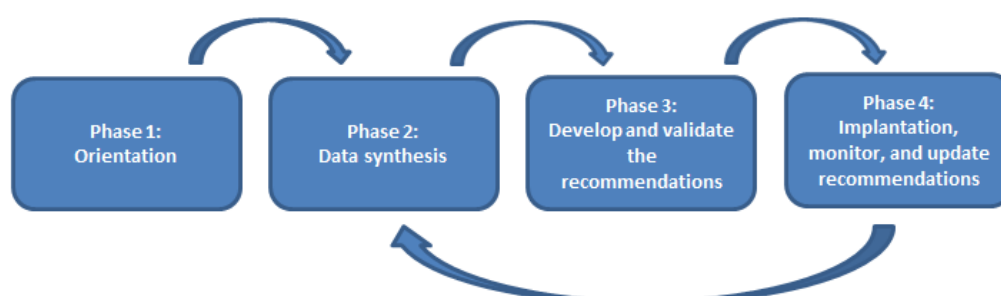 Phase 1:
Orientation
Phase 2:
Data synthesis
Phase 3:
Develop and validate
the
recommendations
Phase 4:
Implantation,
monitor, and update
recommendations